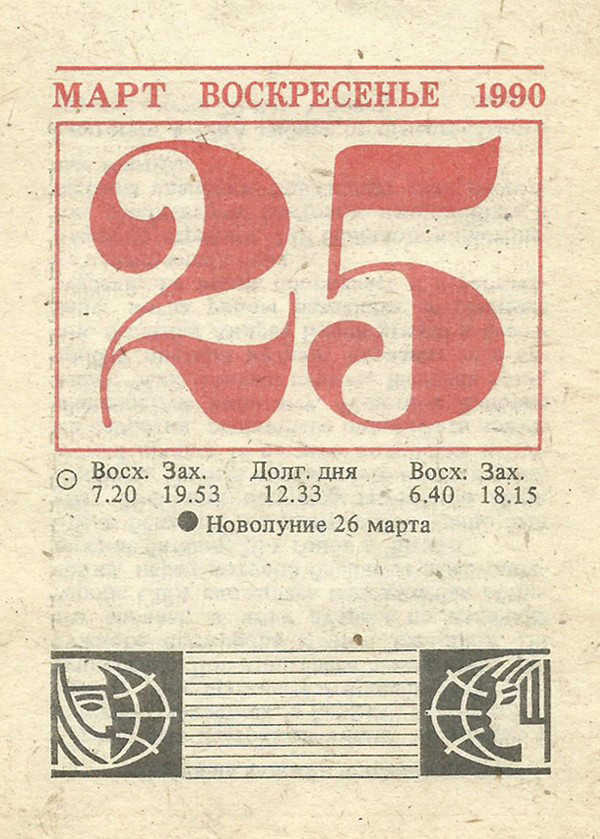 МАРТ ВОСКРЕСЕНЬЕ 1990
25
Восх. Зах. Долг. дня Восх. Зах.
7.20 19.53 12.33 6.40 18.15
Новолуние 26 марта